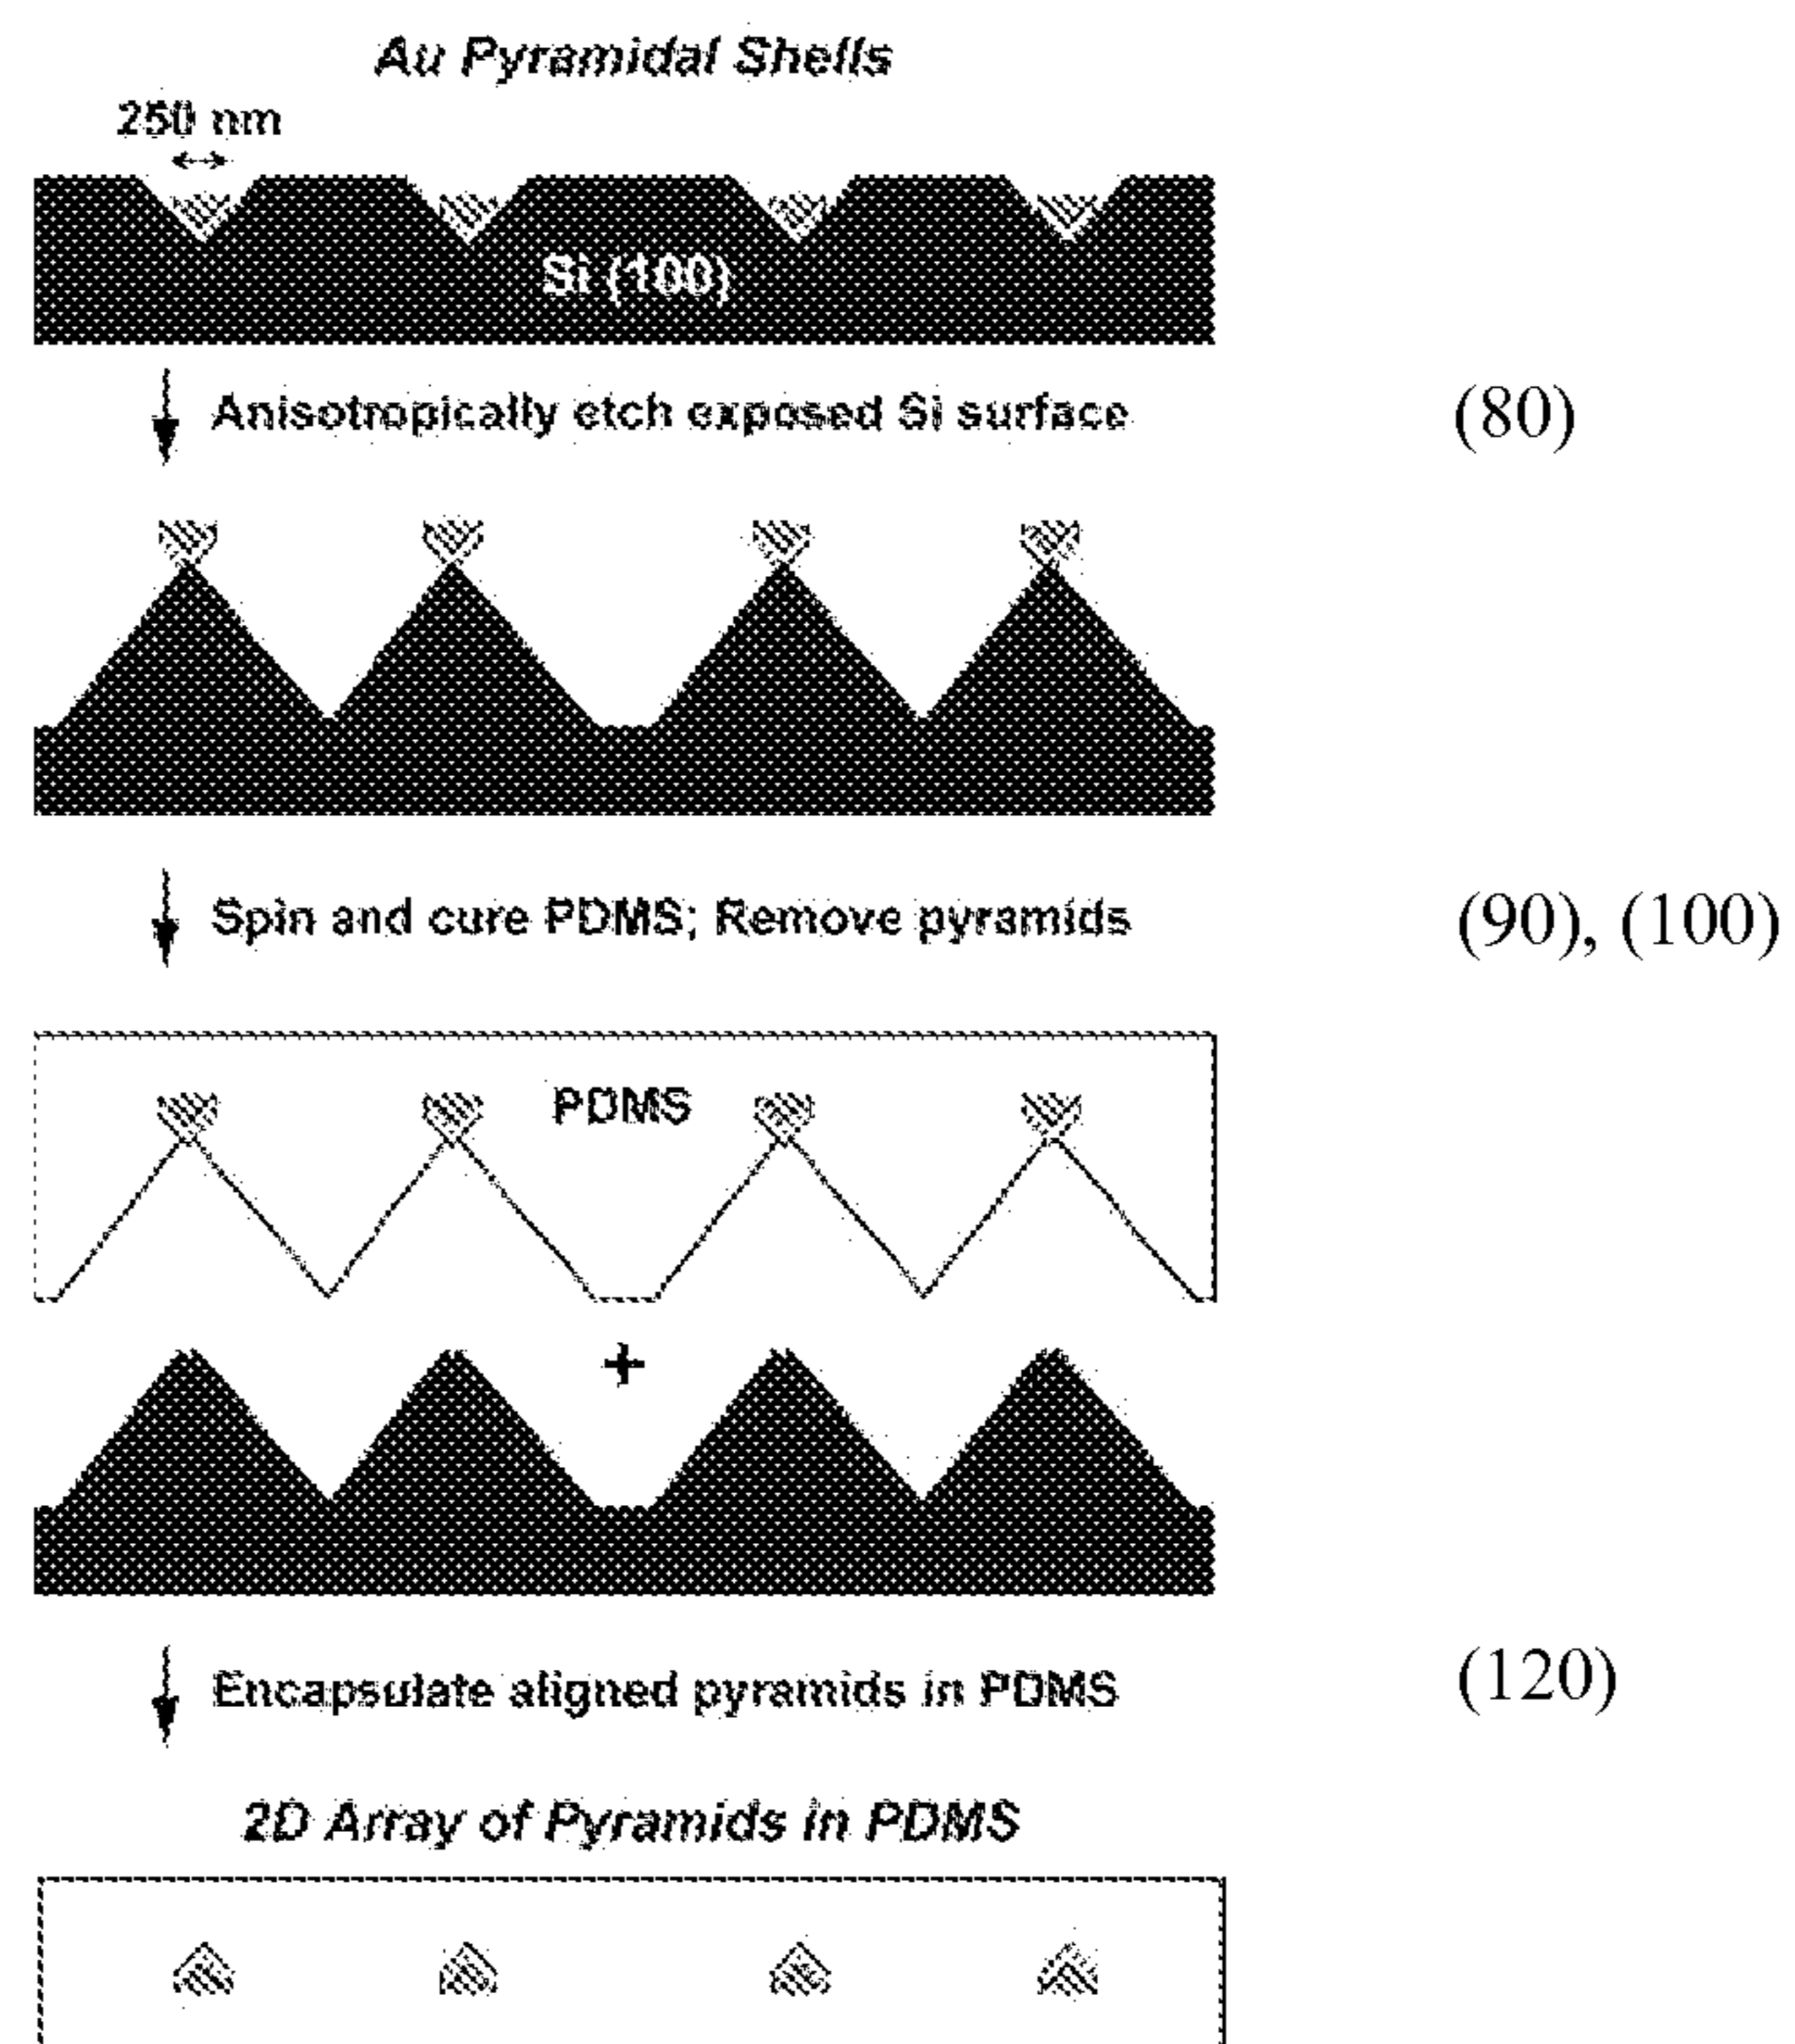 Au Pyramidal Shells
250 nm
Si (100)
Anisotropically etch exposed Si surface (80)
Spin and cure PDMS; Remove pyramids (90), (100)
PDMS
+
Encapsulate aligned pyramids in PDMS (120)
2D Array of Pyramids in PDMS